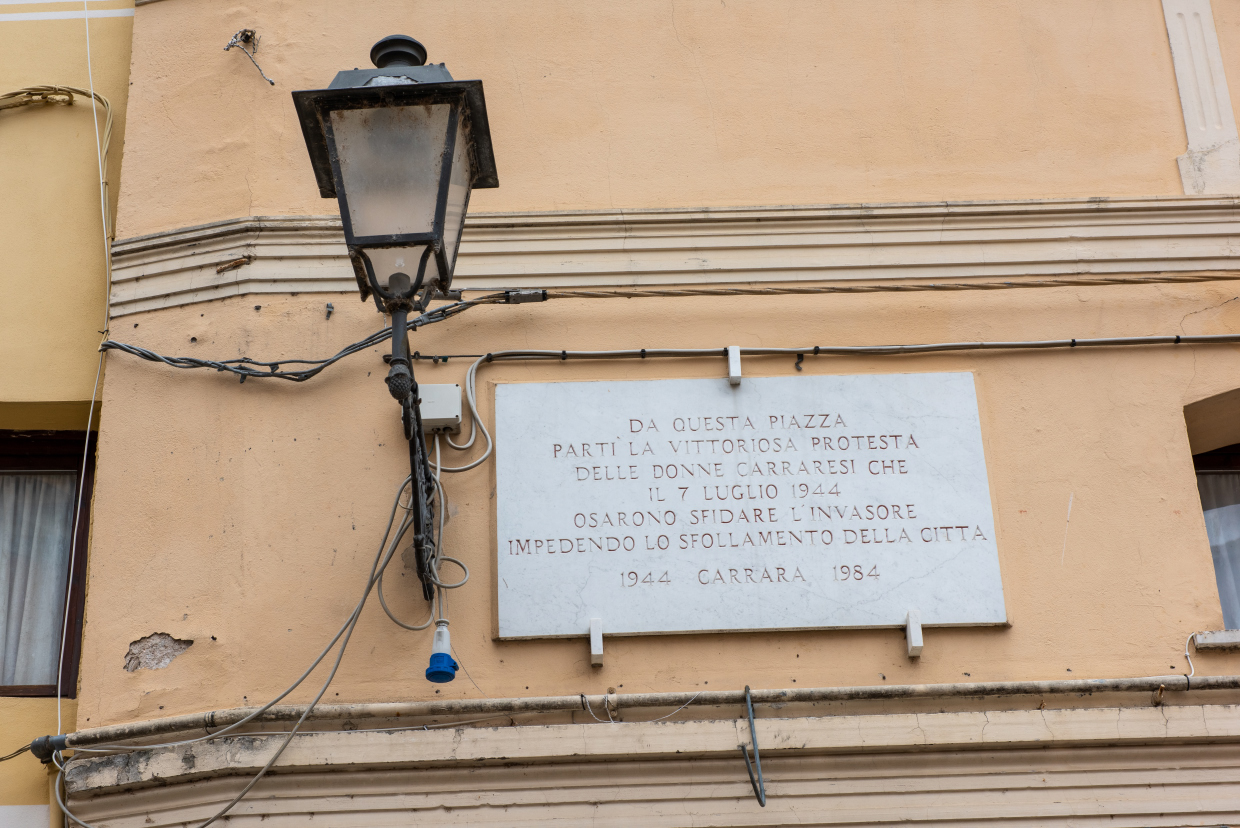 DA QUESTA PIAZZA
PARTÌ LA VITTORIOSA PROTESTA
DELLE DONNE CARRARESI CHE
IL 7 LUGLIO 1944
OSARONO SFIDARE L'INVASORE
IMPEDENDO LO SFOLLAMENTO DELLA CITTA
1944 CARRARA 1984